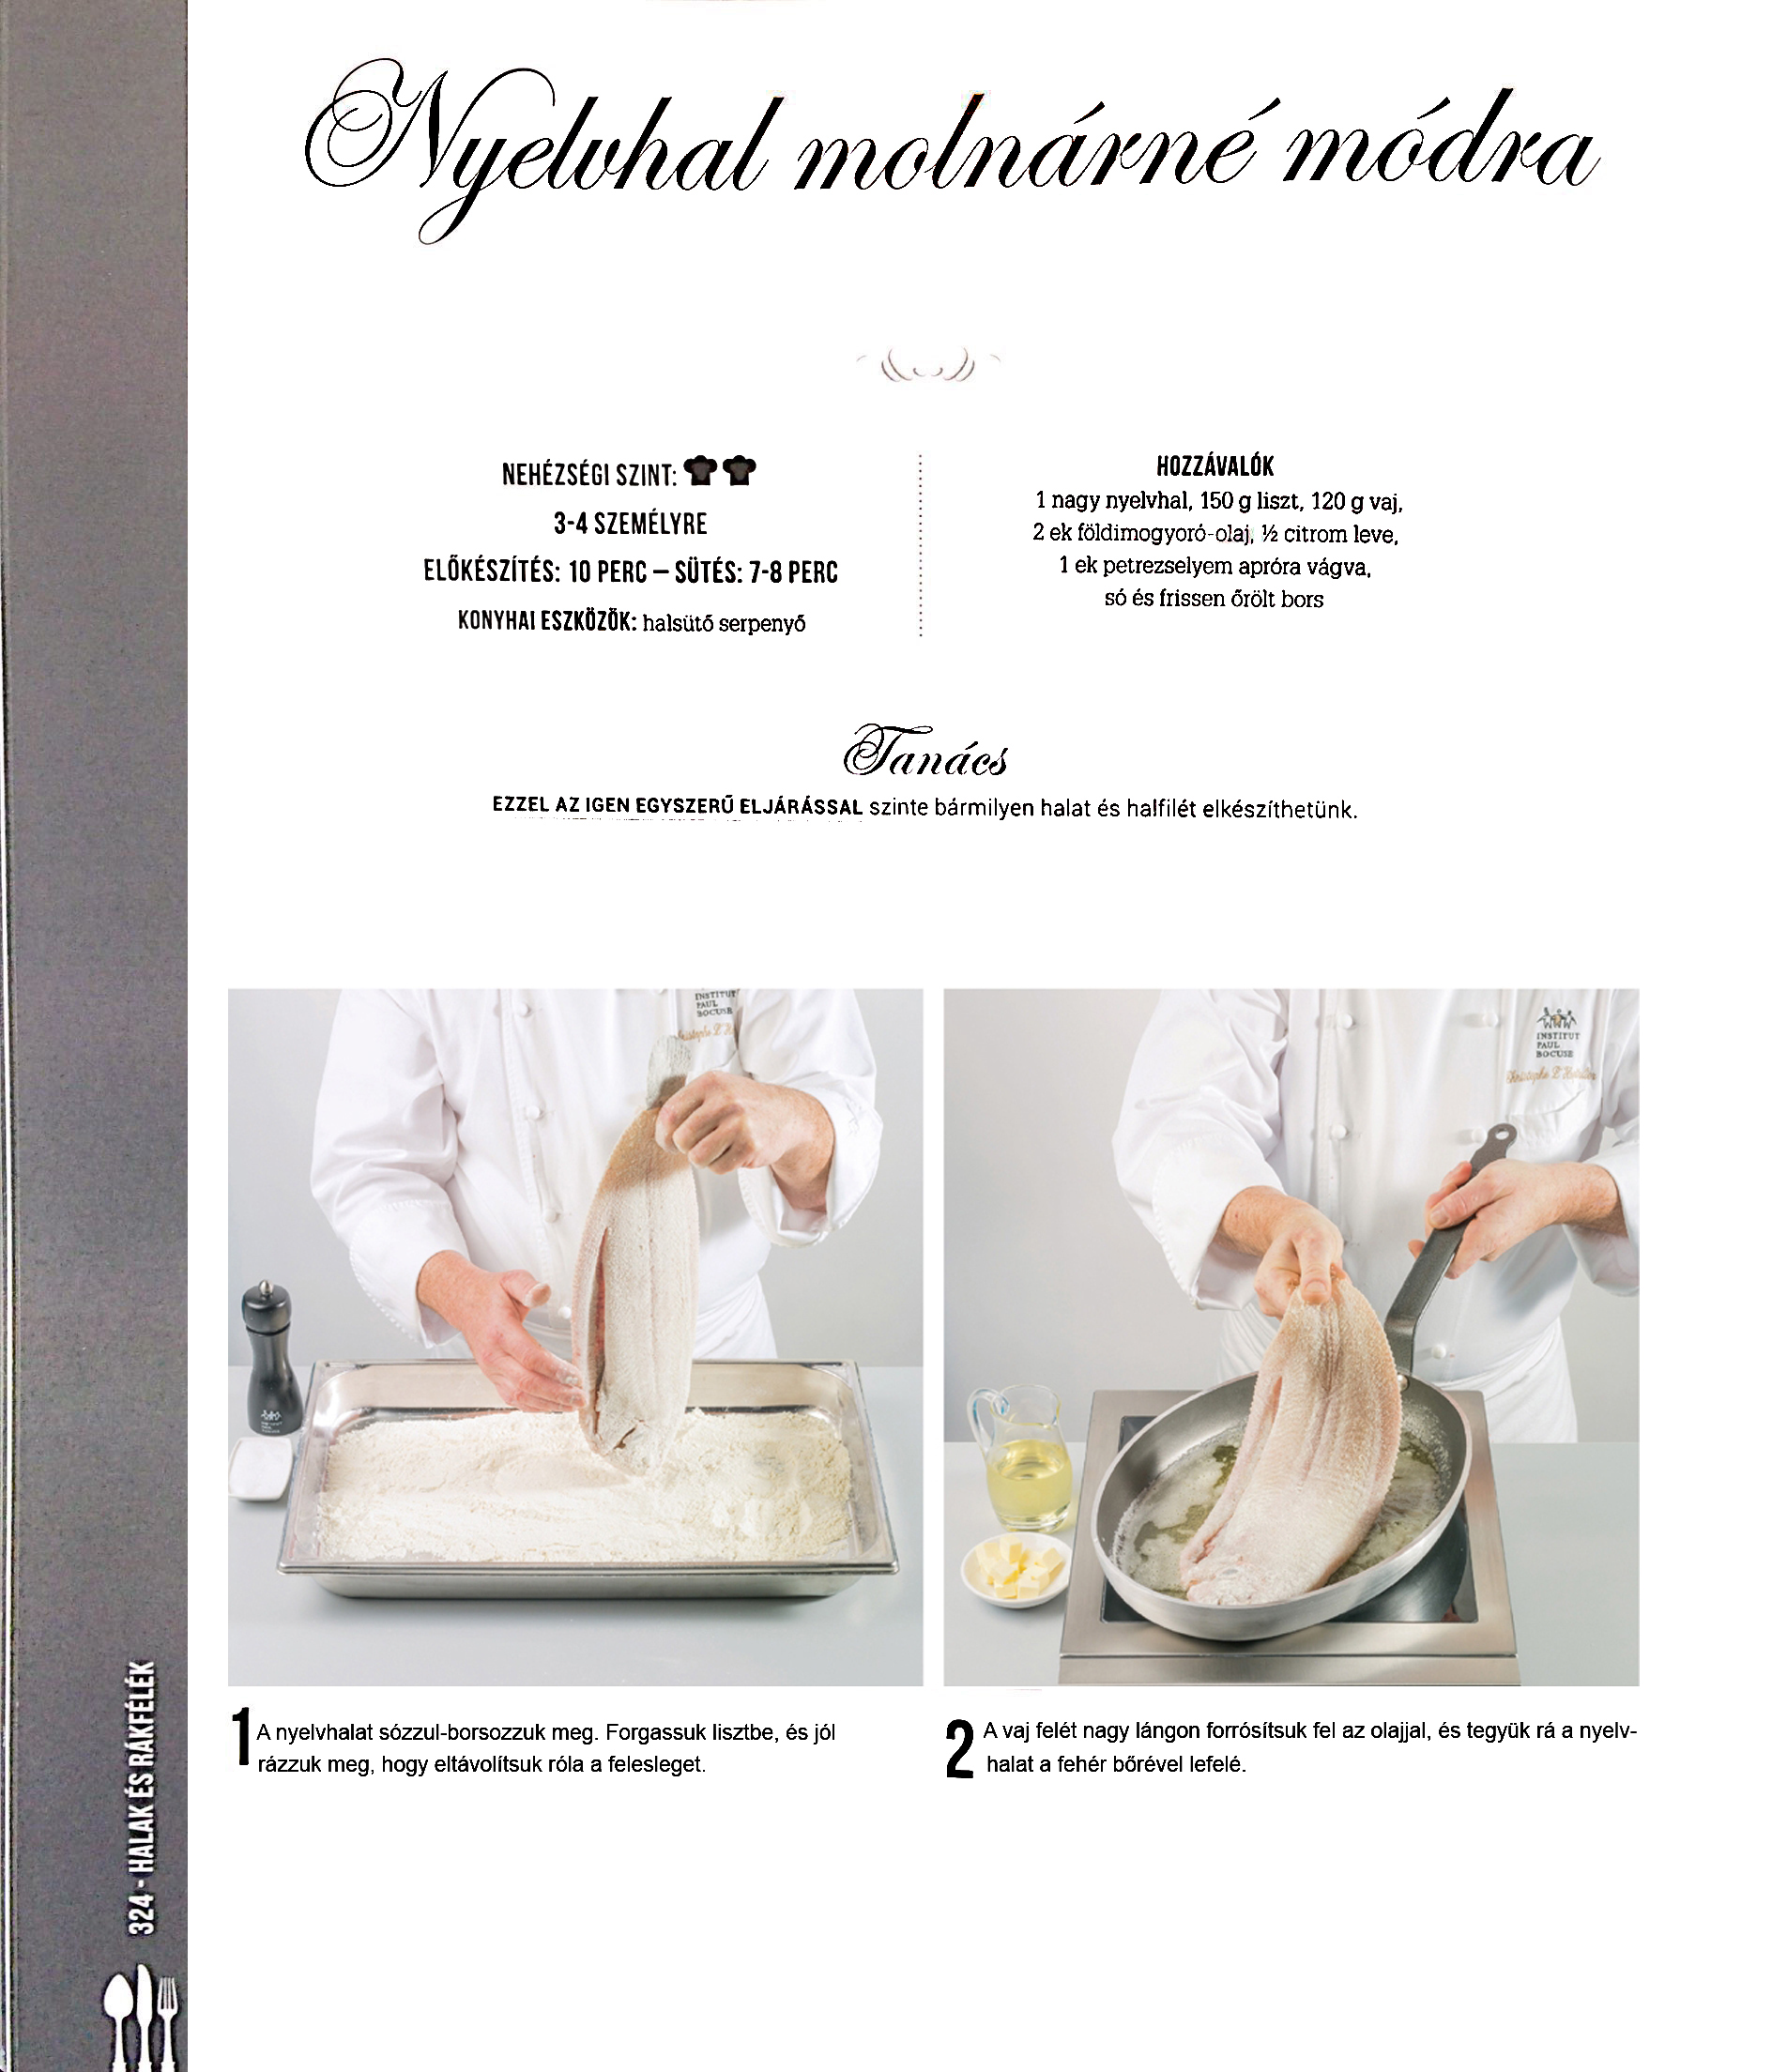 Nyelvhal molnárné módra
NEHÉZSÉGI SZINT:
3-4 SZEMÉLYRE
ELŐKÉSZÍTÉS: 10 PERC – SÜTÉS: 7-8 PERC
KONYHAI ESZKÖZÖK: halsütő serpenyő
HOZZÁVALÓK
1 nagy nyelvhal, 150 g liszt, 120 g vaj,
2 ek földimogyoró-olaj, ½ citrom leve,
1 ek petrezselyem apróra vágva,
só és frissen őrölt bors
Tanács
EZZEL AZ IGEN EGYSZERŰ ELJÁRÁSSAL szinte bármilyen halat és halfilét elkészíthetünk.
INSTITUT
PAUL
BOCUSE
INSTITUT
PAUL
BOCUSE
Christophe L'Hospitalier
1 A nyelvhalat sózzul-borsozzuk meg. Forgassuk lisztbe, és jól
rázzuk meg, hogy eltávolítsuk róla a felesleget.
2 A vaj felét nagy lángon forrósítsuk fel az olajjal, és tegyük rá a nyelv-
halat a fehér bőrével lefelé.
324 - HALAK ÉS RÁKFÉLÉK